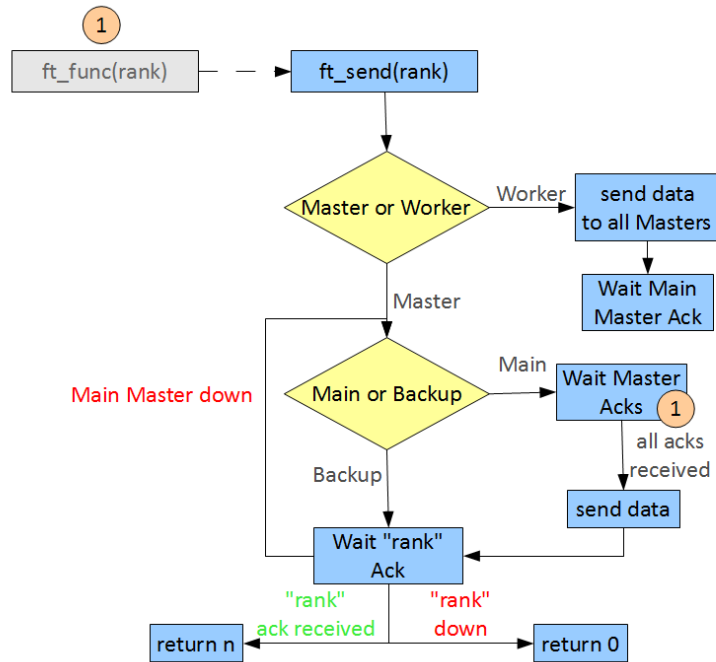 1
ft_func(rank)
ft_send(rank)
Master or Worker
Worker
send data
to all Masters
Wait Main
Master Ack
Master
Main or Backup
Main
Wait Master
Acks
1
Main Master down
all acks
received
Backup
send data
Wait "rank"
Ack
"rank"
ack received
"rank"
down
return n
return 0